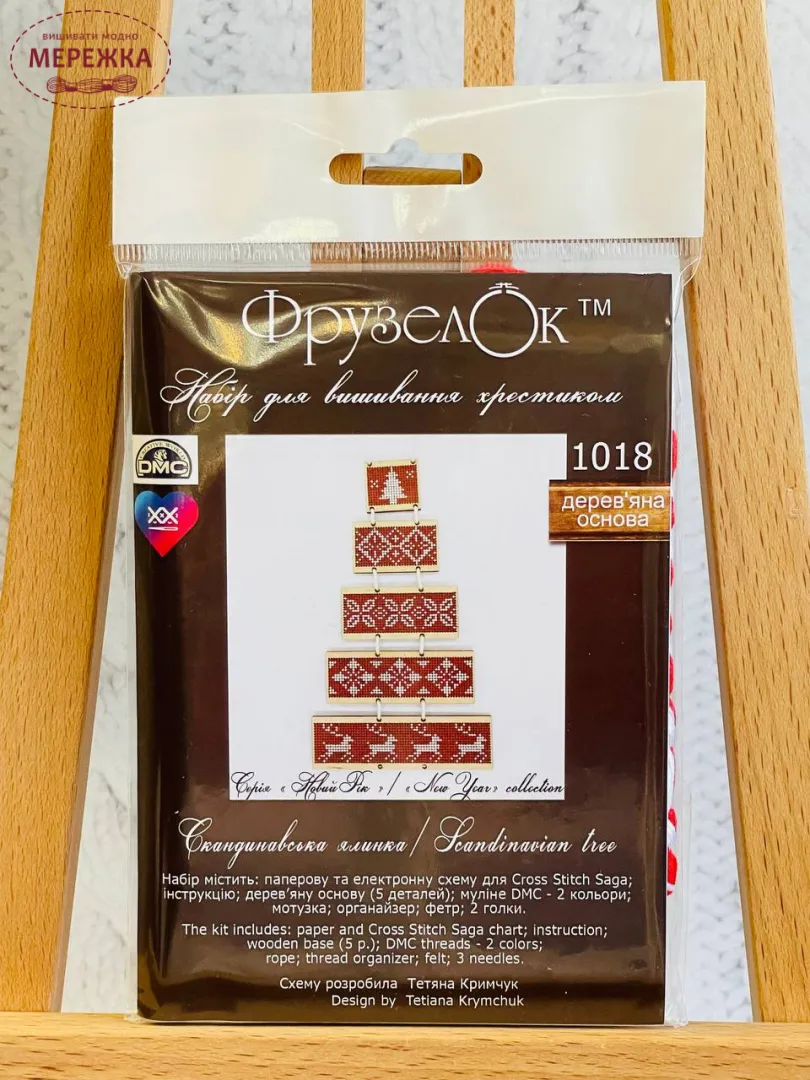 вишивати модно
МЕРЕЖКА
ФрузелОк™
Набір для вишивання хрестиком
DMC
1018
дерев'яна
основа
Серія «Новий Рік» / «New Year» collection
Скандинавська ялинка / Scandinavian tree
Набір містить: паперову та електронну схему для Cross Stitch Saga;
інструкцію; дерев'яну основу (5 деталей); муліне DMC - 2 кольори;
мотузка; органайзер; фетр; 2 голки.
The kit includes: paper and Cross Stitch Saga chart; instruction;
wooden base (5 p.); DMC threads - 2 colors;
rope; thread organizer; felt; 3 needles.
Схему розробила Тетяна Кримчук
Design by Tetiana Krymchuk